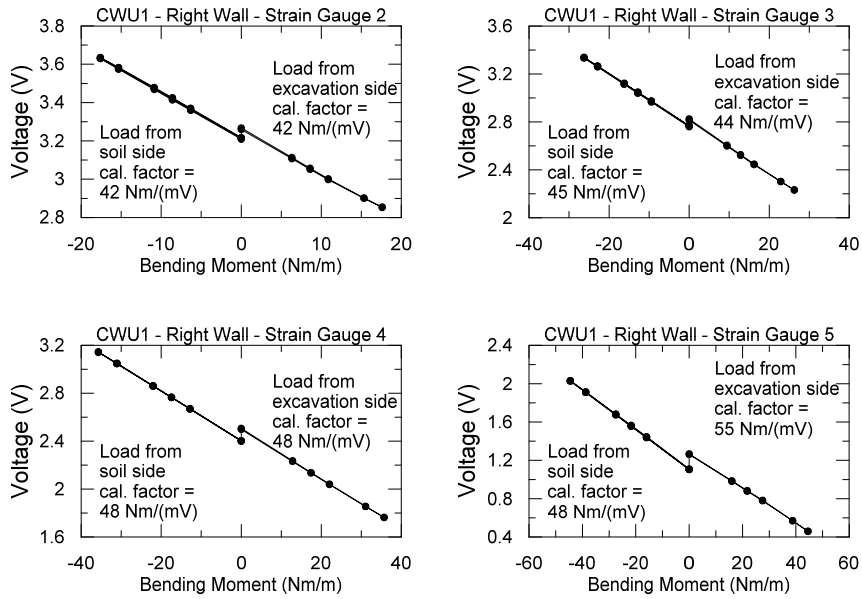 CWU1 - Right Wall - Strain Gauge 2
3.8
3.6
3.4
3.2
3
2.8
Voltage (V)
Load from
excavation side
cal. factor =
42 Nm/(mV)
Load from
soil side
cal. factor =
42 Nm/(mV)
-20 -10 0 10 20
Bending Moment (Nm/m)
CWU1 - Right Wall - Strain Gauge 3
3.6
3.2
2.8
2.4
2
Voltage (V)
Load from
excavation side
cal. factor =
44 Nm/(mV)
Load from
soil side
cal. factor =
45 Nm/(mV)
-40 -20 0 20 40
Bending Moment (Nm/m)
CWU1 - Right Wall - Strain Gauge 4
3.2
2.8
2.4
2
1.6
Voltage (V)
Load from
excavation side
cal. factor =
48 Nm/(mV)
Load from
soil side
cal. factor =
48 Nm/(mV)
-40 -20 0 20 40
Bending Moment (Nm/m)
CWU1 - Right Wall - Strain Gauge 5
2.4
2
1.6
1.2
0.8
0.4
Voltage (V)
Load from
excavation side
cal. factor =
55 Nm/(mV)
Load from
soil side
cal. factor =
48 Nm/(mV)
-60 -40 -20 0 20 40 60
Bending Moment (Nm/m)